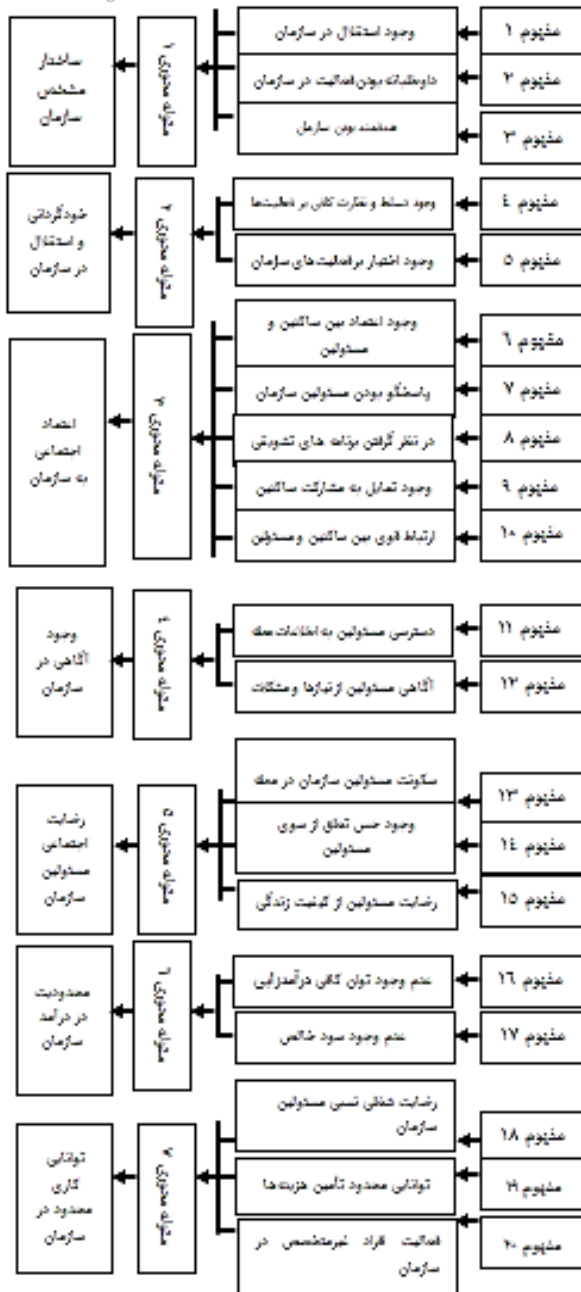 مفهوم ۱
وجود استقلال در سازمان
مفهوم ۲
داوطلبانه بودن فعالیت در سازمان
مفهوم ۳
هدفمند بودن سازمان
مقوله محوری ۱
ساختار
مشخص
سازمان
مفهوم ٤
وجود تسلط و نظارت کافی بر فعالیت‌ها
مفهوم ٥
وجود اختیار بر فعالیت‌های سازمان
مقوله محوری ۲
خودگردانی
و استقلال
در سازمان
مفهوم ٦
وجود اعتماد بین ساکنین و
مسئولین
مفهوم ۷
پاسخگو بودن مسئولین سازمان
مفهوم ۸
در نظر گرفتن برنامه های تشویقی
مفهوم ۹
وجود تمایل به مشارکت ساکنین
مفهوم ۱۰
ارتباط قوی بین ساکنین و مسئولین
مقوله محوری ۳
اعتماد
اجتماعی
به سازمان
مفهوم ۱۱
دسترسی مسئولین به اطلاعات محله
مفهوم ۱۲
آگاهی مسئولین از نیازها و مشکلات
مقوله محوری ٤
وجود
آگاهی در
سازمان
مفهوم ۱۳
سکونت مسئولین سازمان در محله
مفهوم ۱٤
وجود حس تعلق از سوی
مسئولین
مفهوم ۱٥
رضایت مسئولین از کیفیت زندگی
مقوله محوری ٥
رضایت
اجتماعی
مسئولین
سازمان
مفهوم ۱٦
عدم وجود توان کافی درآمدزایی
مفهوم ۱۷
عدم وجود سود خالص
مقوله محوری ٦
محدودیت
در درآمد
سازمان
مفهوم ۱۸
رضایت شغلی نسبی مسئولین
سازمان
مفهوم ۱۹
توانایی محدود تأمین هزینه‌ها
مفهوم ۲۰
فعالیت افراد غیرمتخصص در
سازمان
مقوله محوری ۷
توانایی
کاری
محدود در
سازمان